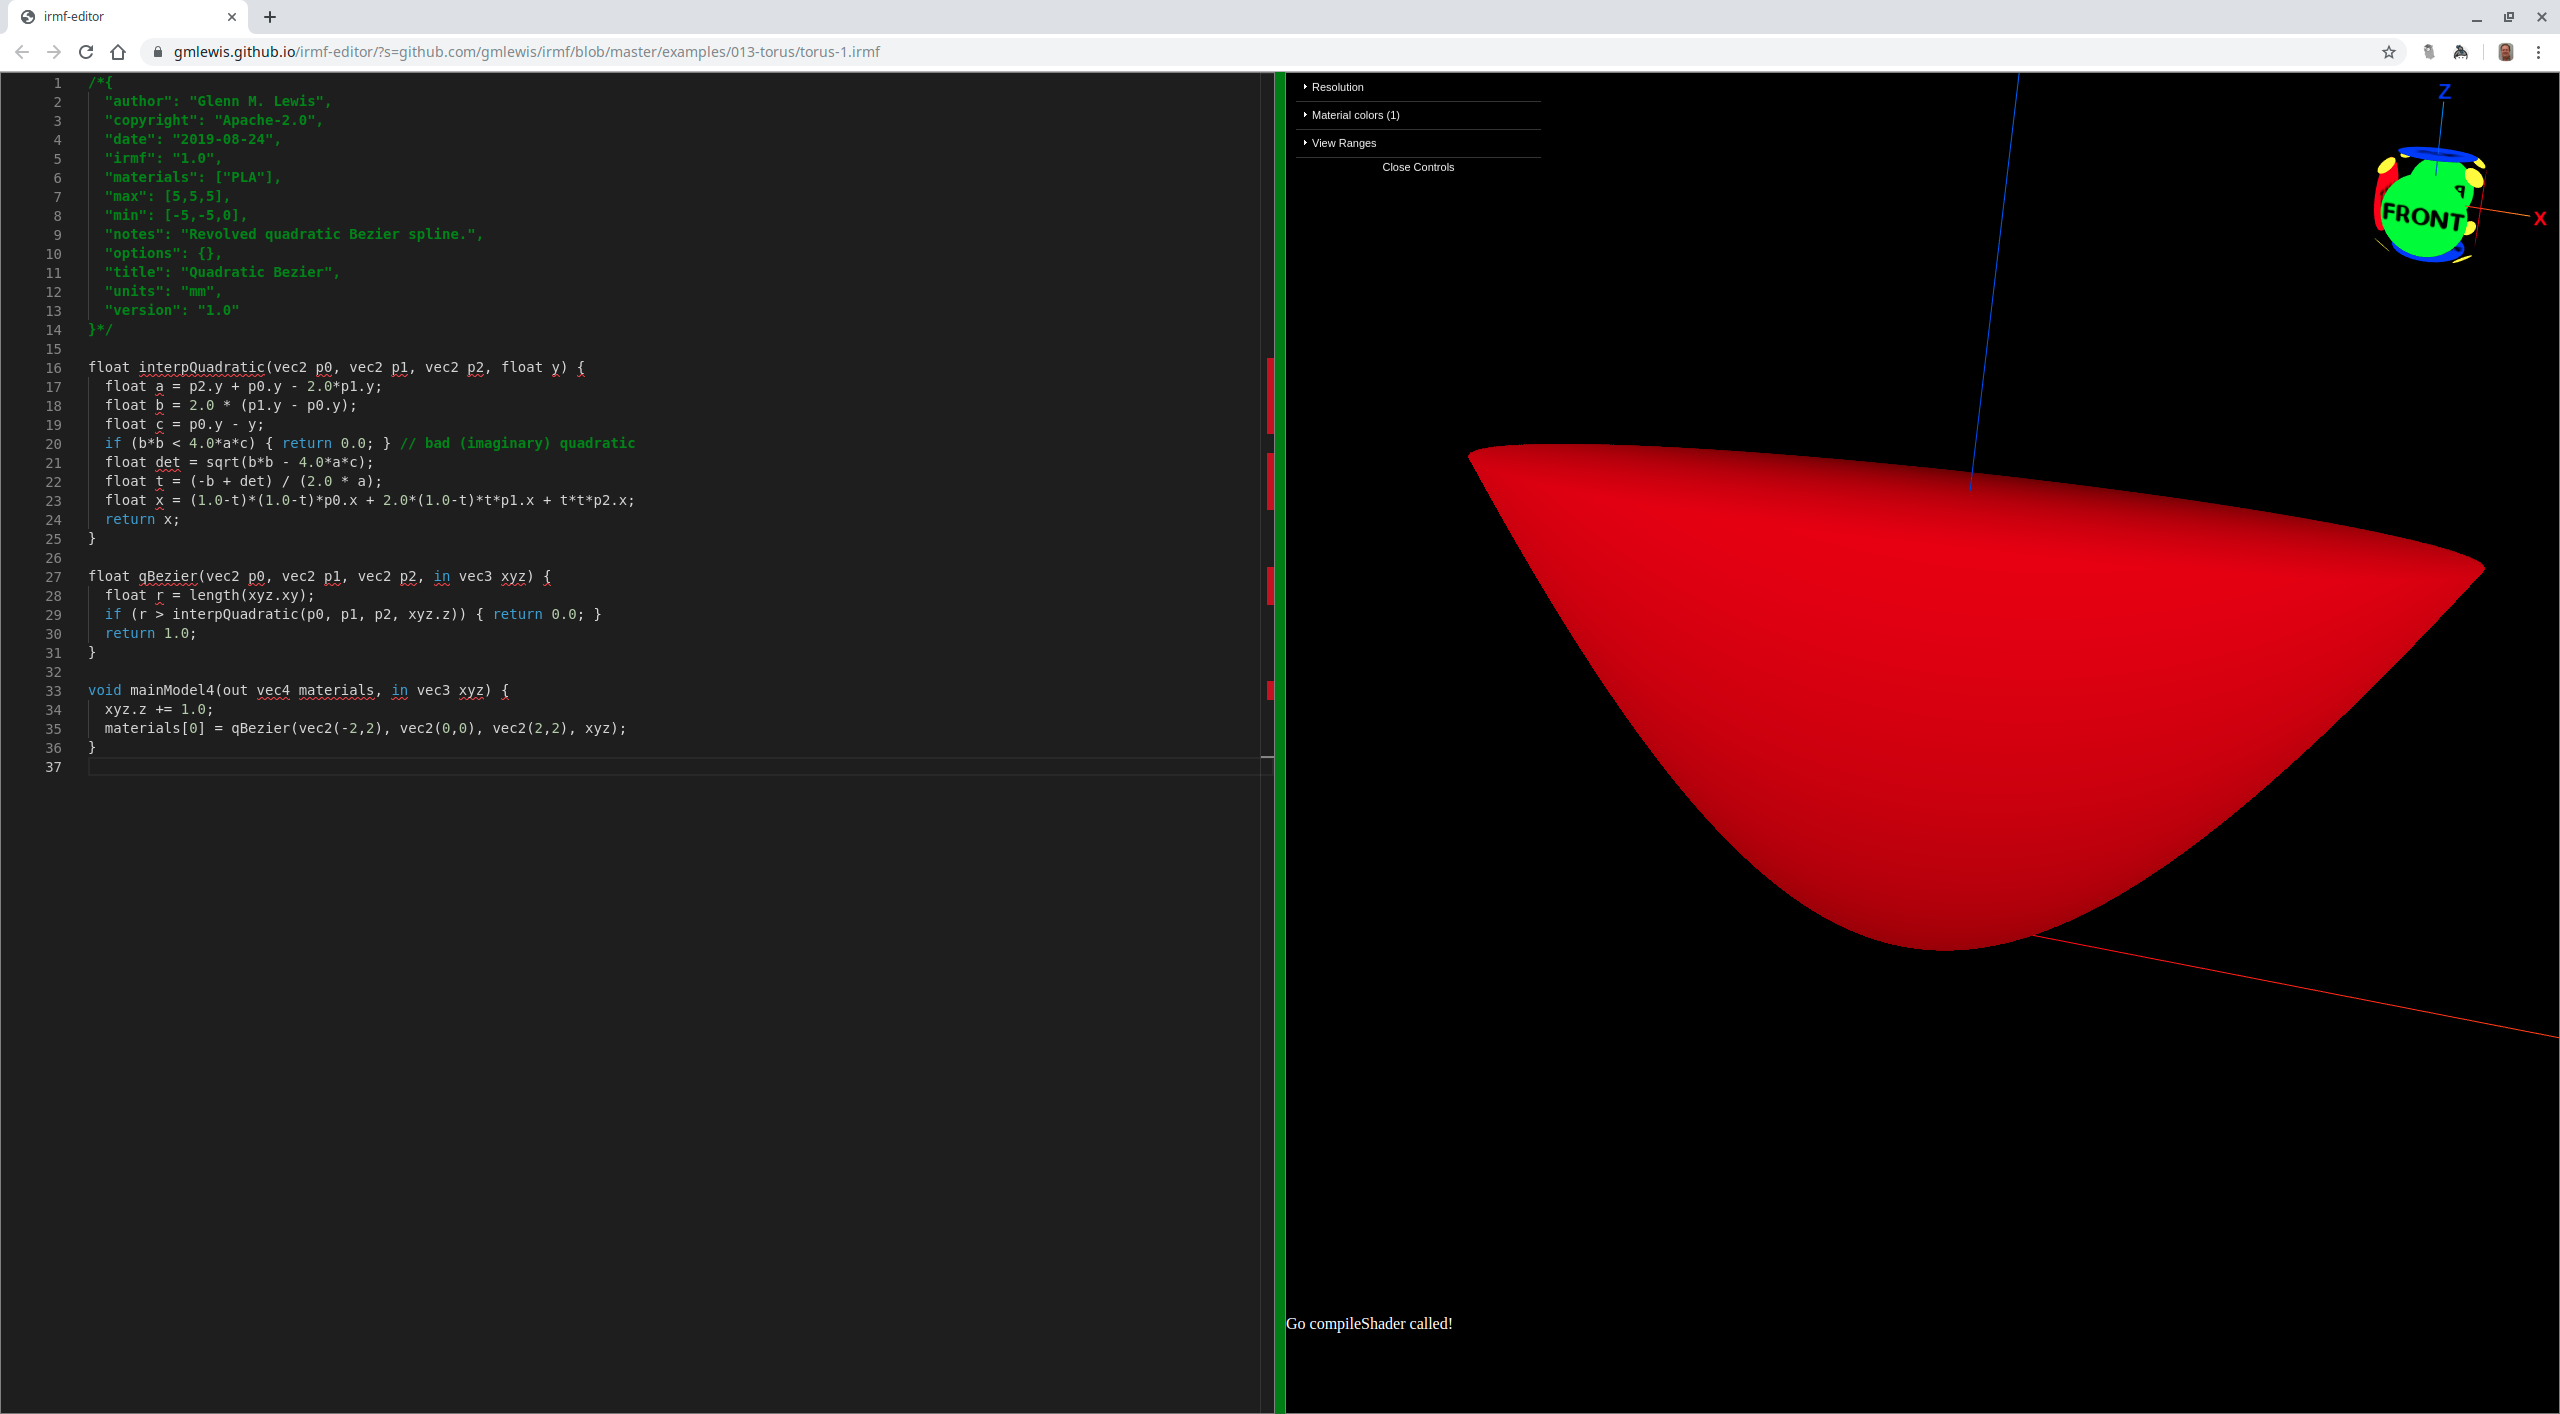 irmf-editor
gmlewis.github.io/irmf-editor/?s=github.com/gmlewis/irmf/blob/master/examples/013-torus/torus-1.irmf
1 /*{
2   "author": "Glenn M. Lewis",
3   "copyright": "Apache-2.0",
4   "date": "2019-08-24",
5   "irmf": "1.0",
6   "materials": ["PLA"],
7   "max": [5,5,5],
8   "min": [-5,-5,0],
9   "notes": "Revolved quadratic Bezier spline.",
10   "options": {},
11   "title": "Quadratic Bezier",
12   "units": "mm",
13   "version": "1.0"
14 }*/
15
16 float interpQuadratic(vec2 p0, vec2 p1, vec2 p2, float y) {
17   float a = p2.y + p0.y - 2.0*p1.y;
18   float b = 2.0 * (p1.y - p0.y);
19   float c = p0.y - y;
20   if (b*b < 4.0*a*c) { return 0.0; } // bad (imaginary) quadratic
21   float det = sqrt(b*b - 4.0*a*c);
22   float t = (-b + det) / (2.0 * a);
23   float x = (1.0-t)*(1.0-t)*p0.x + 2.0*(1.0-t)*t*p1.x + t*t*p2.x;
24   return x;
25 }
26
27 float qBezier(vec2 p0, vec2 p1, vec2 p2, in vec3 xyz) {
28   float r = length(xyz.xy);
29   if (r > interpQuadratic(p0, p1, p2, xyz.z)) { return 0.0; }
30   return 1.0;
31 }
32
33 void mainModel4(out vec4 materials, in vec3 xyz) {
34   xyz.z += 1.0;
35   materials[0] = qBezier(vec2(-2,2), vec2(0,0), vec2(2,2), xyz);
36 }
37
Resolution
Material colors (1)
View Ranges
Close Controls
Z
FRONT
X
Go compileShader called!